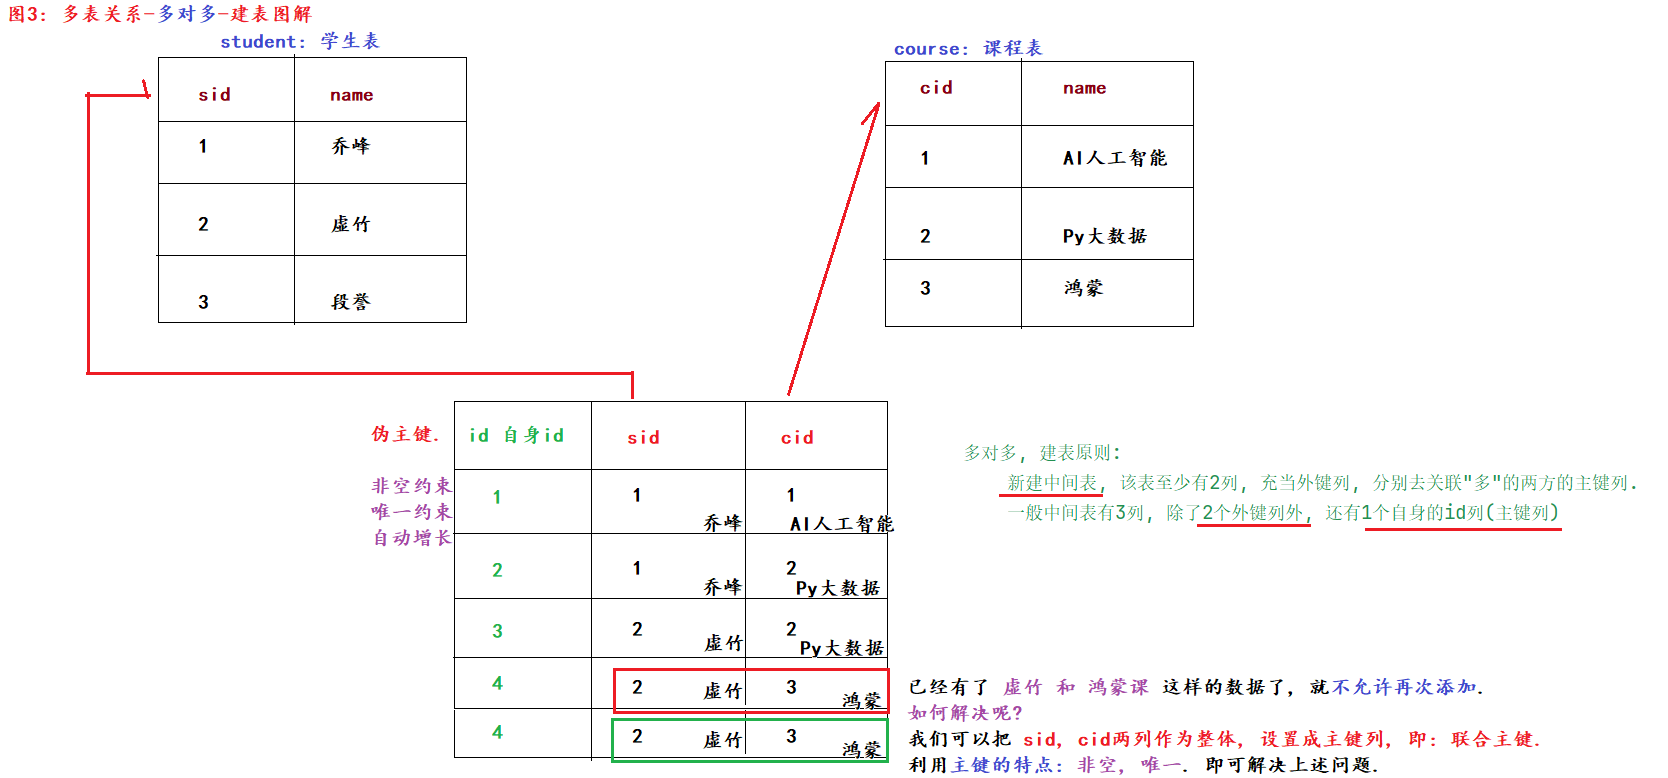 图3: 多表关系-多对多-建表图解
student: 学生表
sid name
1 乔峰
2 虚竹
3 段誉
course: 课程表
cid name
1 AI人工智能
2 Py大数据
3 鸿蒙
伪主键.
非空约束
唯一约束
自动增长
id 自身id sid cid
1 1 乔峰 1 AI人工智能
2 1 乔峰 2 Py大数据
3 2 虚竹 2 Py大数据
4 2 虚竹 3 鸿蒙
4 2 虚竹 3 鸿蒙
多对多, 建表原则:
新建中间表, 该表至少有2列, 充当外键列, 分别去关联"多"的两方的主键列.
一般中间表有3列, 除了2个外键列外, 还有1个自身的id列(主键列)
已经有了 虚竹 和 鸿蒙课 这样的数据了, 就不允许再次添加.
如何解决呢?
我们可以把 sid, cid两列作为整体, 设置成主键列, 即: 联合主键.
利用主键的特点: 非空, 唯一. 即可解决上述问题.